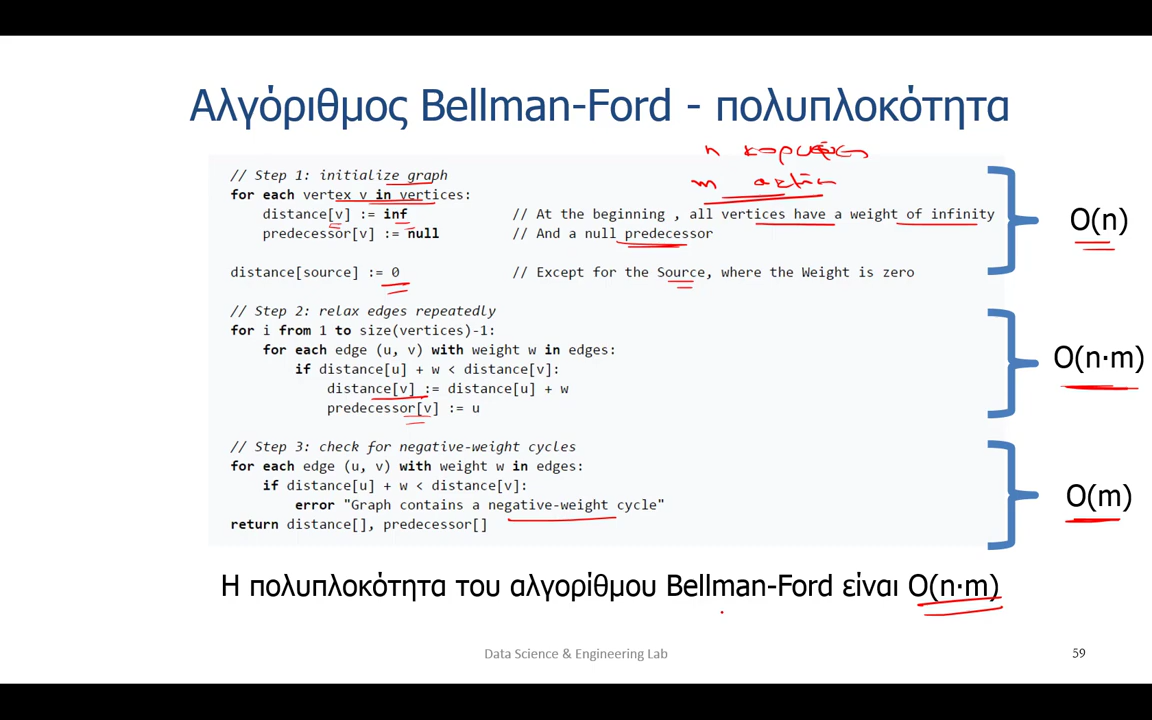 Αλγόριθμος Bellman-Ford - πολυπλοκότητα
n κορυφές
m ακμές
// Step 1: initialize graph
for each vertex v in vertices:
distance[v] := inf // At the beginning , all vertices have a weight of infinity
predecessor[v] := null // And a null predecessor
O(n)
distance[source] := 0 // Except for the Source, where the Weight is zero
// Step 2: relax edges repeatedly
for i from 1 to size(vertices)-1:
for each edge (u, v) with weight w in edges:
O(n·m)
if distance[u] + w < distance[v]:
distance[v] := distance[u] + w
predecessor[v] := u
// Step 3: check for negative-weight cycles
for each edge (u, v) with weight w in edges:
if distance[u] + w < distance[v]:
O(m)
error "Graph contains a negative-weight cycle"
return distance[], predecessor[]
Η πολυπλοκότητα του αλγορίθμου Bellman-Ford είναι O(n·m)
Data Science & Engineering Lab
59